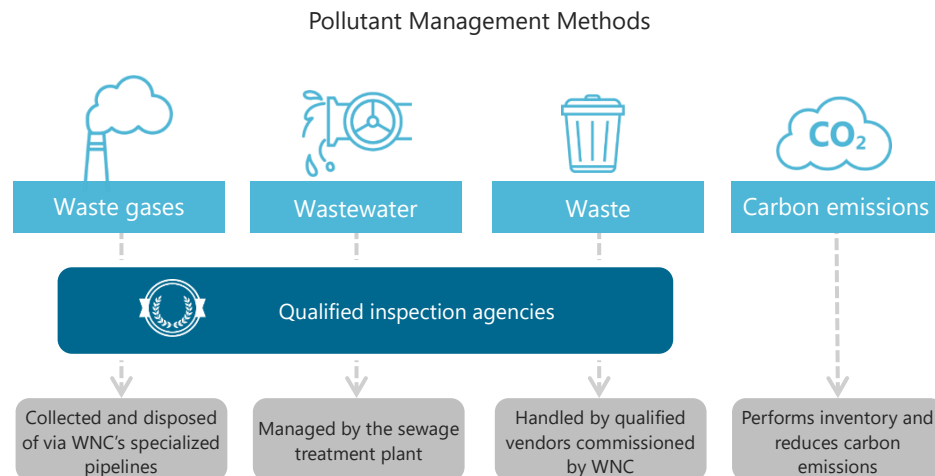 Pollutant Management Methods
CO2
Waste gases
Wastewater
Waste
Carbon emissions
Qualified inspection agencies
Collected and disposed
of via WNC's specialized
pipelines
Managed by the sewage
treatment plant
Handled by qualified
vendors commissioned
by WNC
Performs inventory and
reduces carbon
emissions